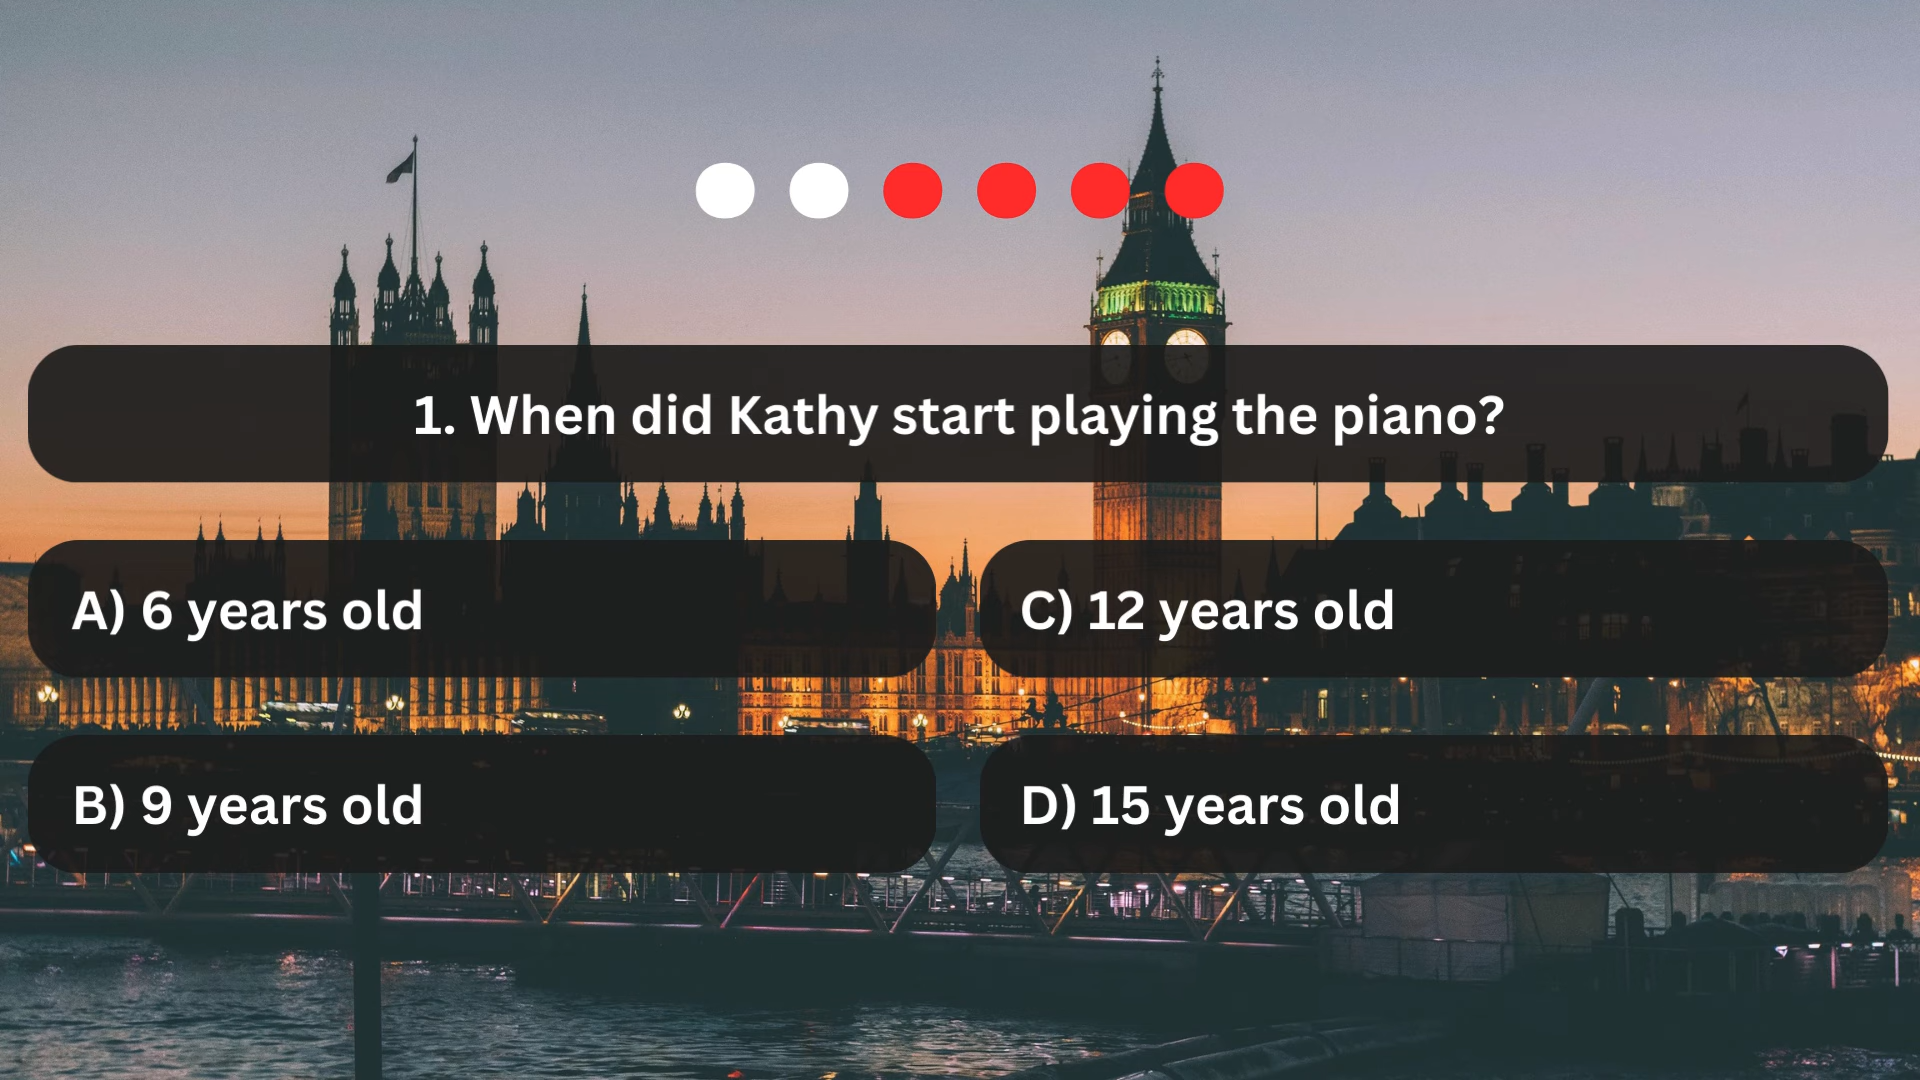 1. When did Kathy start playing the piano?
A) 6 years old
B) 9 years old
C) 12 years old
D) 15 years old